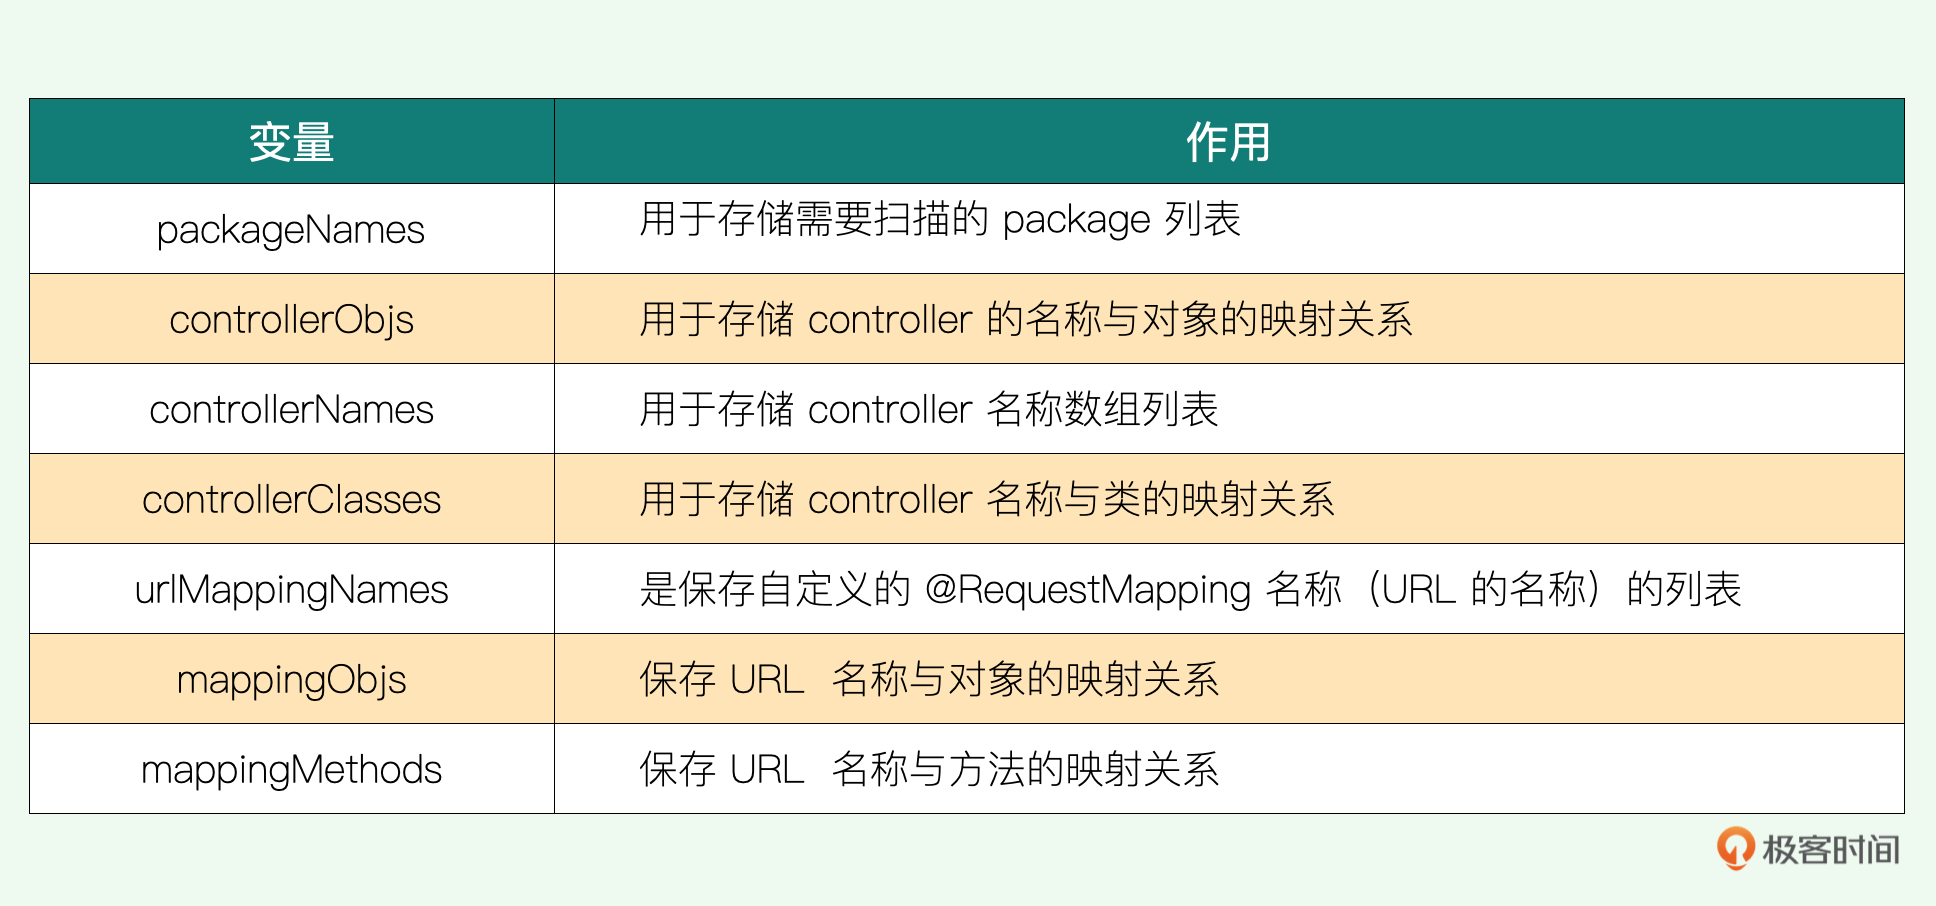 变量 作用
packageNames 用于存储需要扫描的 package 列表
controllerObjs 用于存储 controller 的名称与对象的映射关系
controllerNames 用于存储 controller 名称数组列表
controllerClasses 用于存储 controller 名称与类的映射关系
urlMappingNames 是保存自定义的 @RequestMapping 名称（URL 的名称）的列表
mappingObjs 保存 URL 名称与对象的映射关系
mappingMethods 保存 URL 名称与方法的映射关系
极客时间